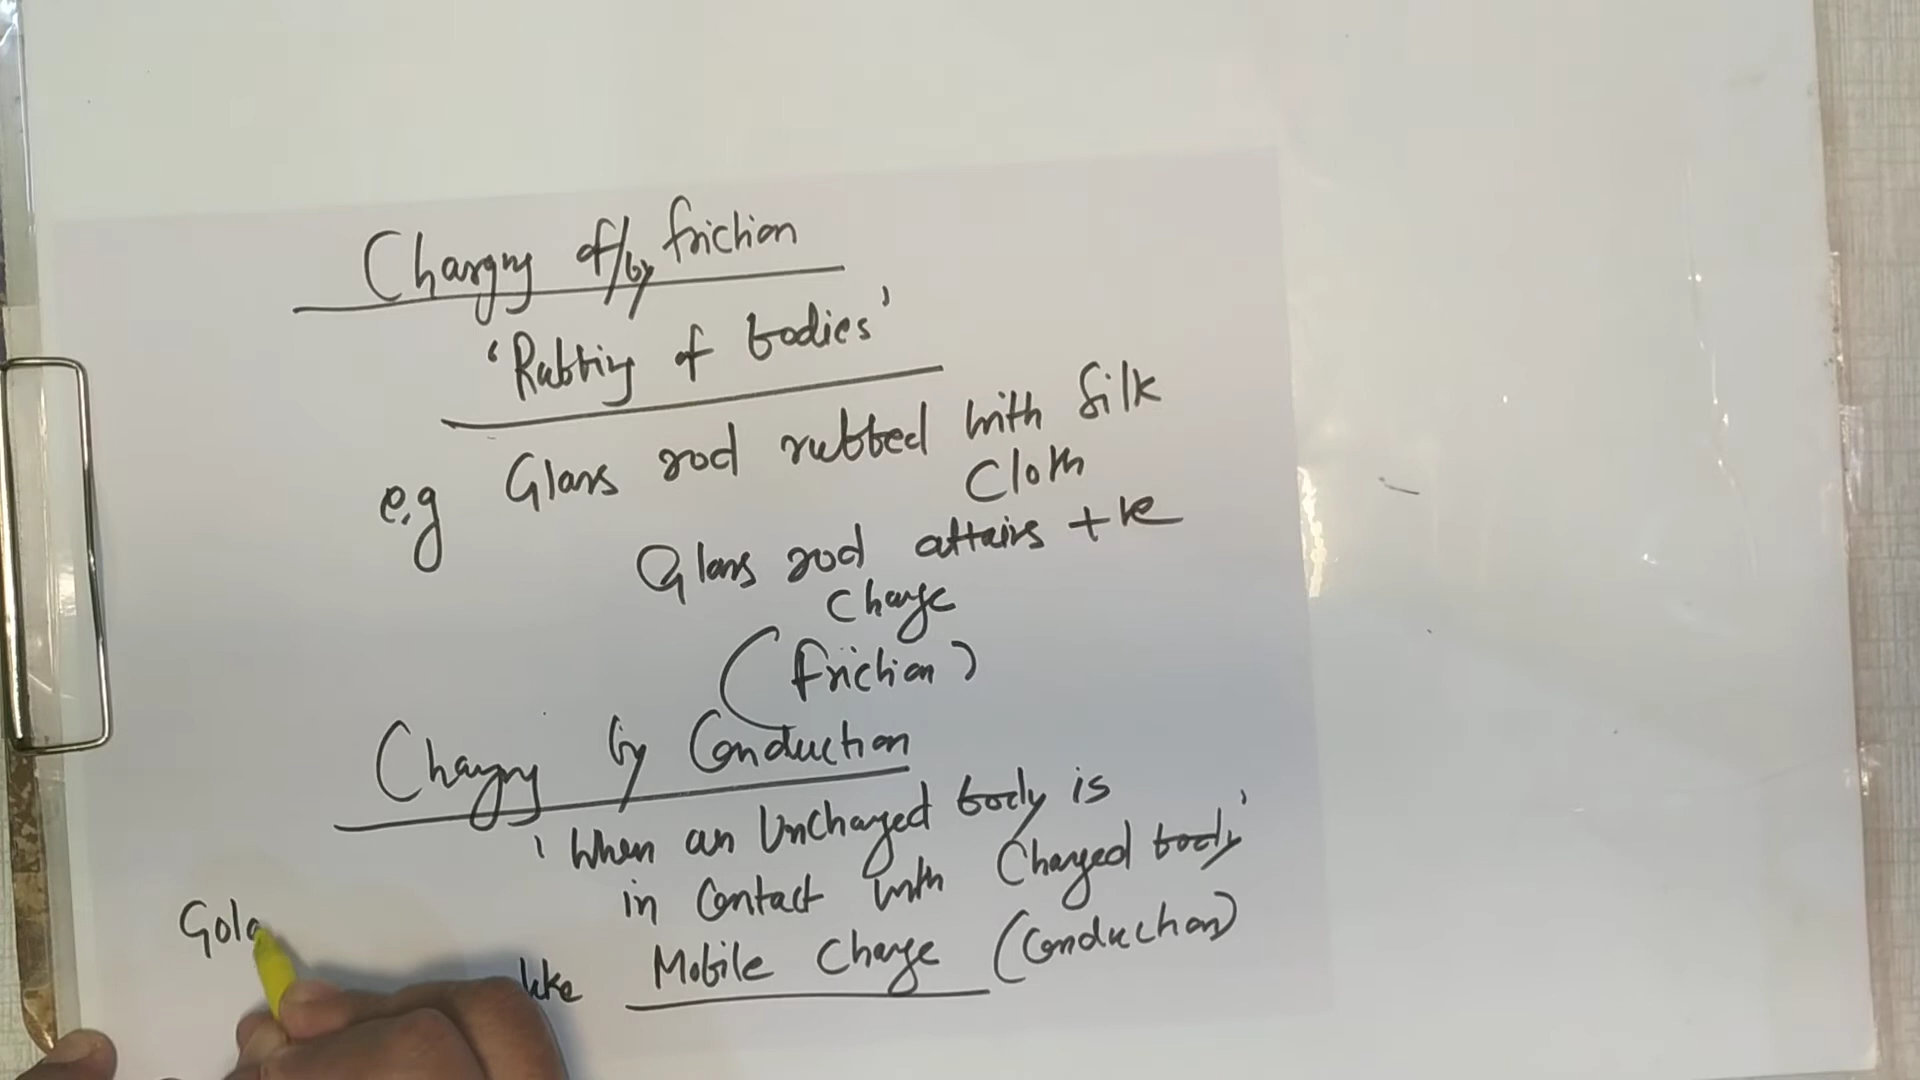 Charging of/by friction
'Rubbing of bodies'
e.g Glass rod rubbed with Silk
Cloth
Glass rod attains +ve
Charge
(friction)
Charging by Conduction
'When an Uncharged body is
in Contact with Charged body'
like Mobile Charge (Conduction)
Gold